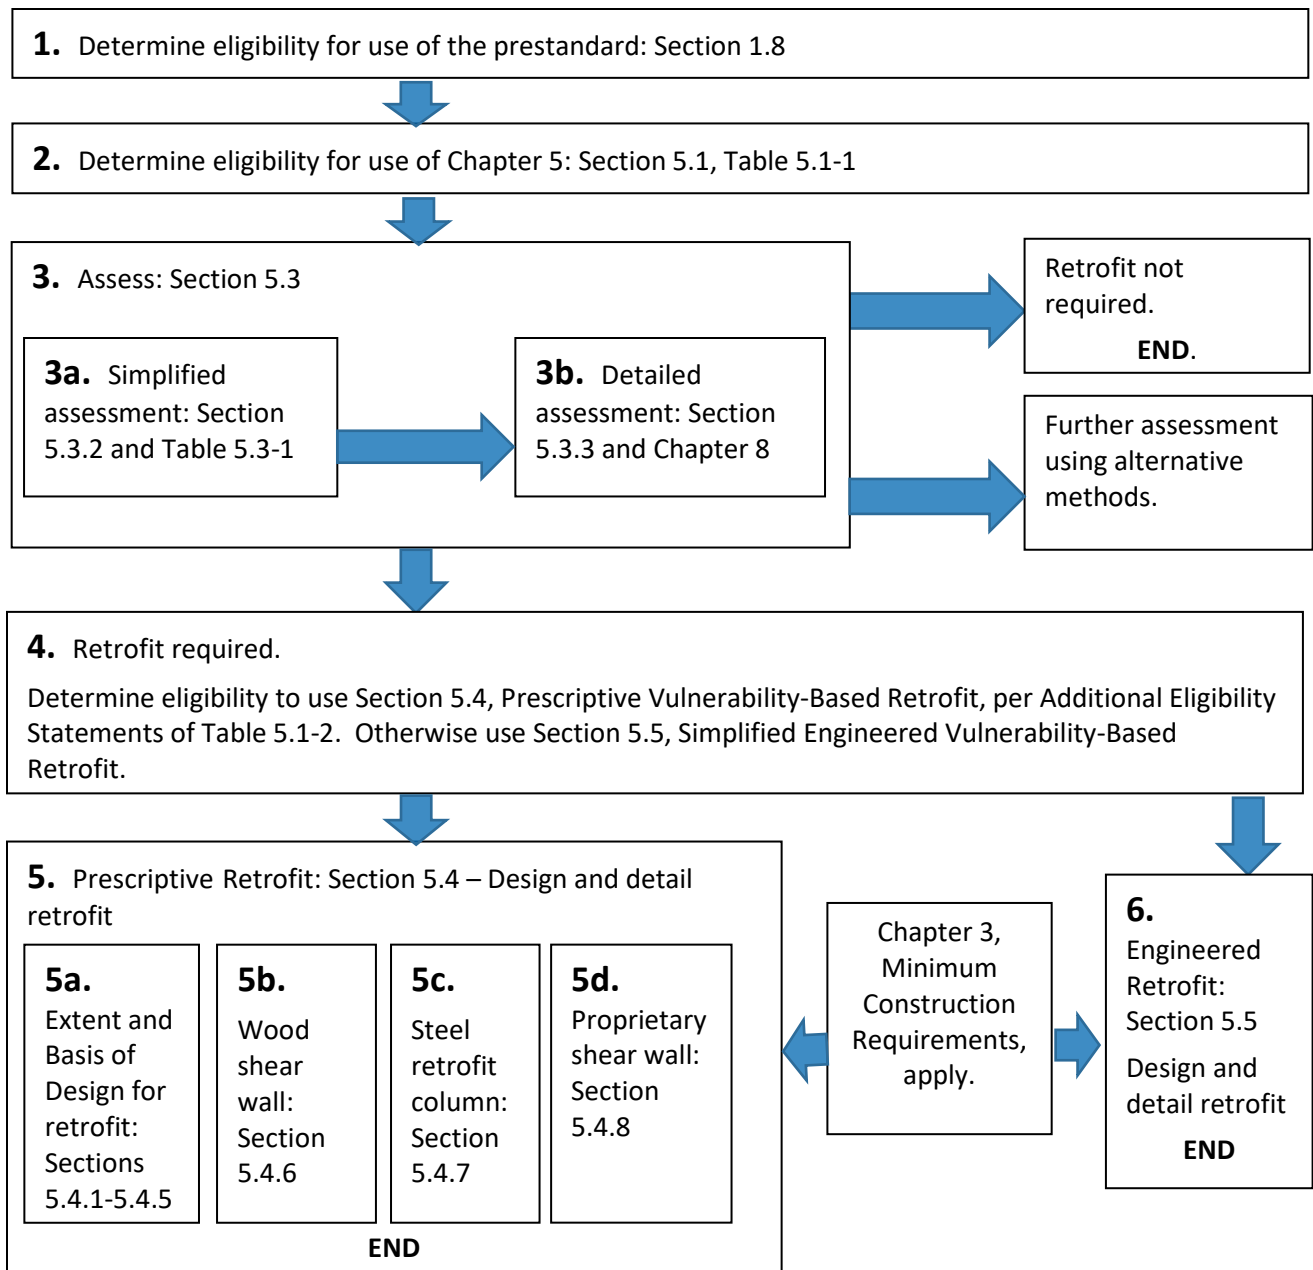 1. Determine eligibility for use of the prestandard: Section 1.8
2. Determine eligibility for use of Chapter 5: Section 5.1, Table 5.1-1
3. Assess: Section 5.3
3a. Simplified
assessment: Section
5.3.2 and Table 5.3-1
3b. Detailed
assessment: Section
5.3.3 and Chapter 8
Retrofit not
required.
END.
Further assessment
using alternative
methods.
4. Retrofit required.
Determine eligibility to use Section 5.4, Prescriptive Vulnerability-Based Retrofit, per Additional Eligibility
Statements of Table 5.1-2. Otherwise use Section 5.5, Simplified Engineered Vulnerability-Based
Retrofit.
5. Prescriptive Retrofit: Section 5.4 – Design and detail
retrofit
5a.
Extent and
Basis of
Design for
retrofit:
Sections
5.4.1-5.4.5
5b.
Wood
shear
wall:
Section
5.4.6
5c.
Steel
retrofit
column:
Section
5.4.7
5d.
Proprietary
shear wall:
Section
5.4.8
END
Chapter 3,
Minimum
Construction
Requirements,
apply.
6.
Engineered
Retrofit:
Section 5.5
Design and
detail retrofit
END